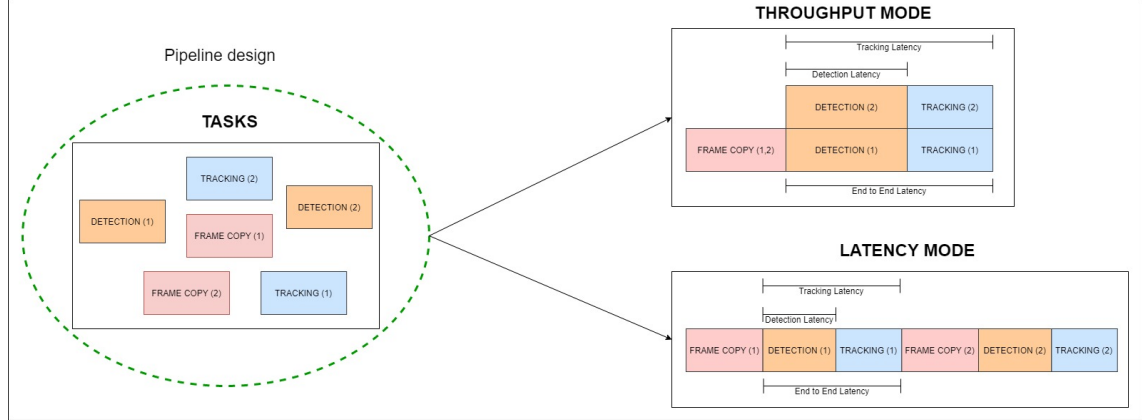 Pipeline design
TASKS
TRACKING (2)
DETECTION (2)
DETECTION (1)
FRAME COPY (1)
FRAME COPY (2)
TRACKING (1)
THROUGHPUT MODE
Tracking Latency
Detection Latency
DETECTION (2)
TRACKING (2)
FRAME COPY (1,2)
DETECTION (1)
TRACKING (1)
End to End Latency
LATENCY MODE
Tracking Latency
Detection Latency
FRAME COPY (1)
DETECTION (1)
TRACKING (1)
FRAME COPY (2)
DETECTION (2)
TRACKING (2)
End to End Latency